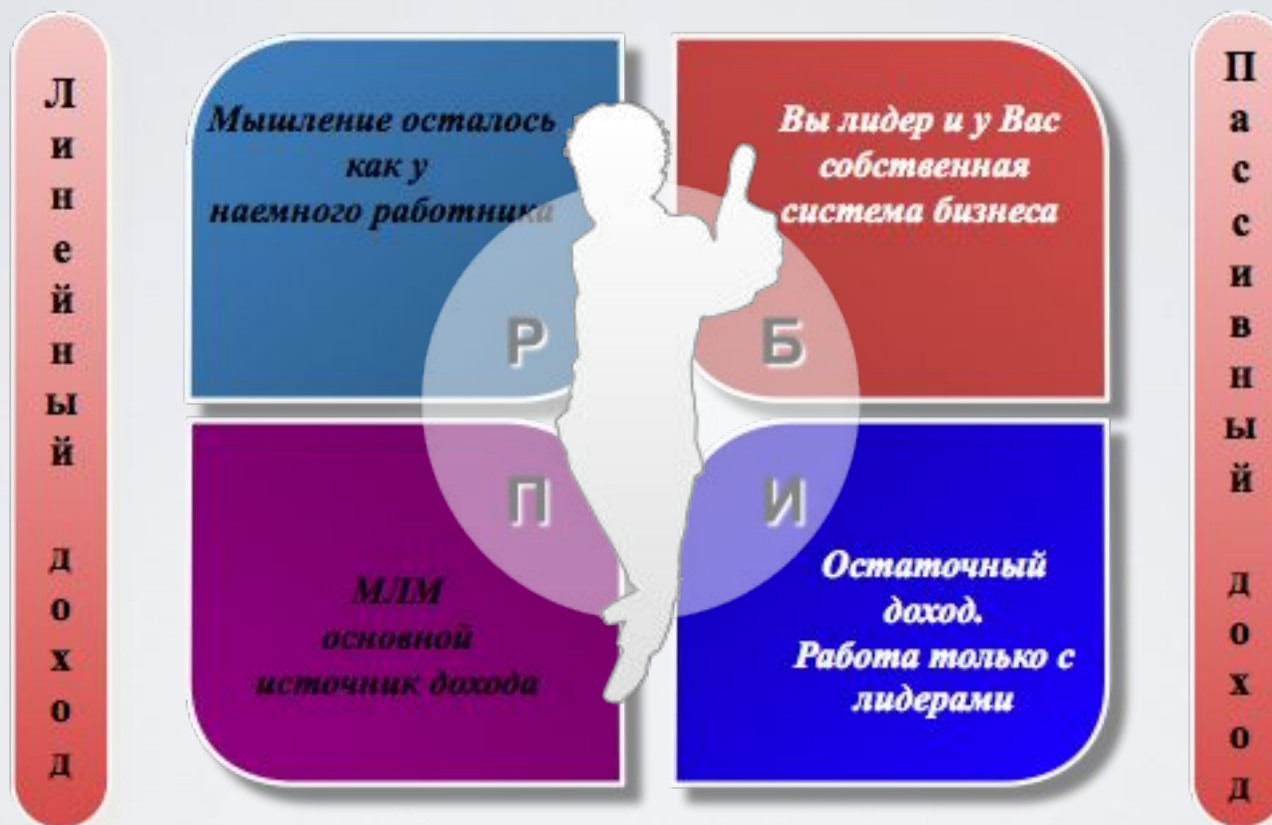 Линейный доход
Мышление осталось
как у
наемного работника
Р
Вы лидер и у Вас
собственная
система бизнеса
Б
П
МЛМ
основной
источник дохода
И
Остаточный
доход.
Работа только с
лидерами
Пассивный доход